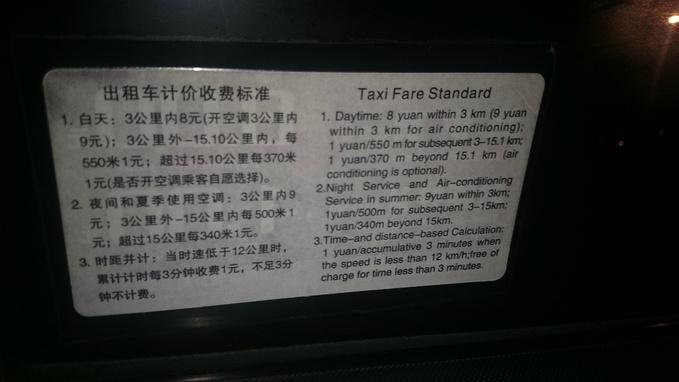 出租车计价收费标准
1. 白天：3公里内8元(开空调3公里内
9元)；3公里外-15.10公里内，每
550米1元；超过15.10公里每370米
1元(是否开空调乘客自愿选择)。
2. 夜间和夏季使用空调：3公里内9
元；3公里外-15公里内每500米1
元；超过15公里每340米1元。
3. 时距并计：当时速低于12公里时，
累计计时每3分钟收费1元，不足3分
钟不计费。
Taxi Fare Standard
1. Daytime: 8 yuan within 3 km (9 yuan
within 3 km for air conditioning);
1 yuan/550 m for subsequent 3-15.1 km;
1 yuan/370 m beyond 15.1 km (air
conditioning is optional).
2.Night Service and Air-conditioning
Service in summer: 9yuan within 3km;
1yuan/500m for subsequent 3-15km;
1yuan/340m beyond 15km.
3.Time-and distance-based Calculation:
1 yuan/accumulative 3 minutes when
the speed is less than 12 km/h;free of
charge for time less than 3 minutes.